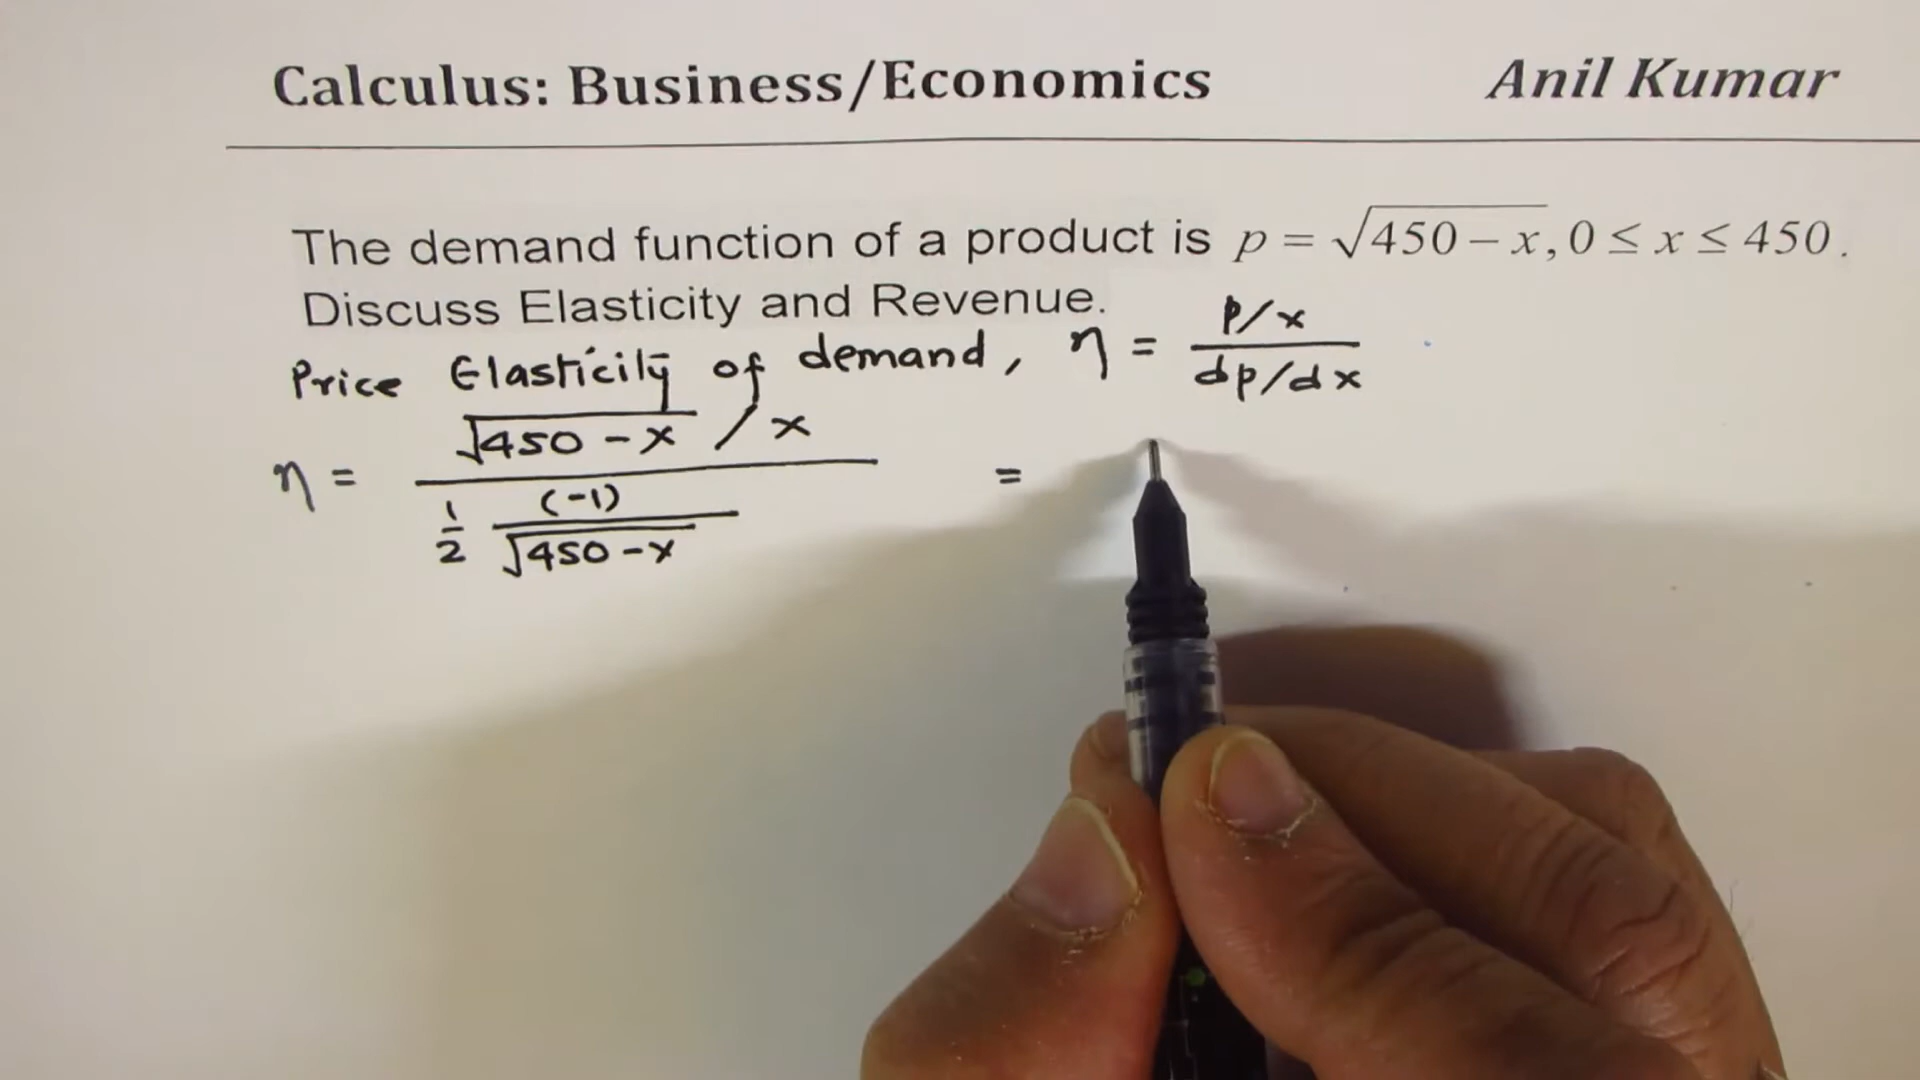 Calculus: Business/Economics Anil Kumar
The demand function of a product is p = √(450 − x), 0 ≤ x ≤ 450.
Discuss Elasticity and Revenue.
Price Elasticity of demand, η = (p/x)/(dp/dx)
η = (√(450 - x) / x)/(1/2 (-1)/√(450 - x)) =